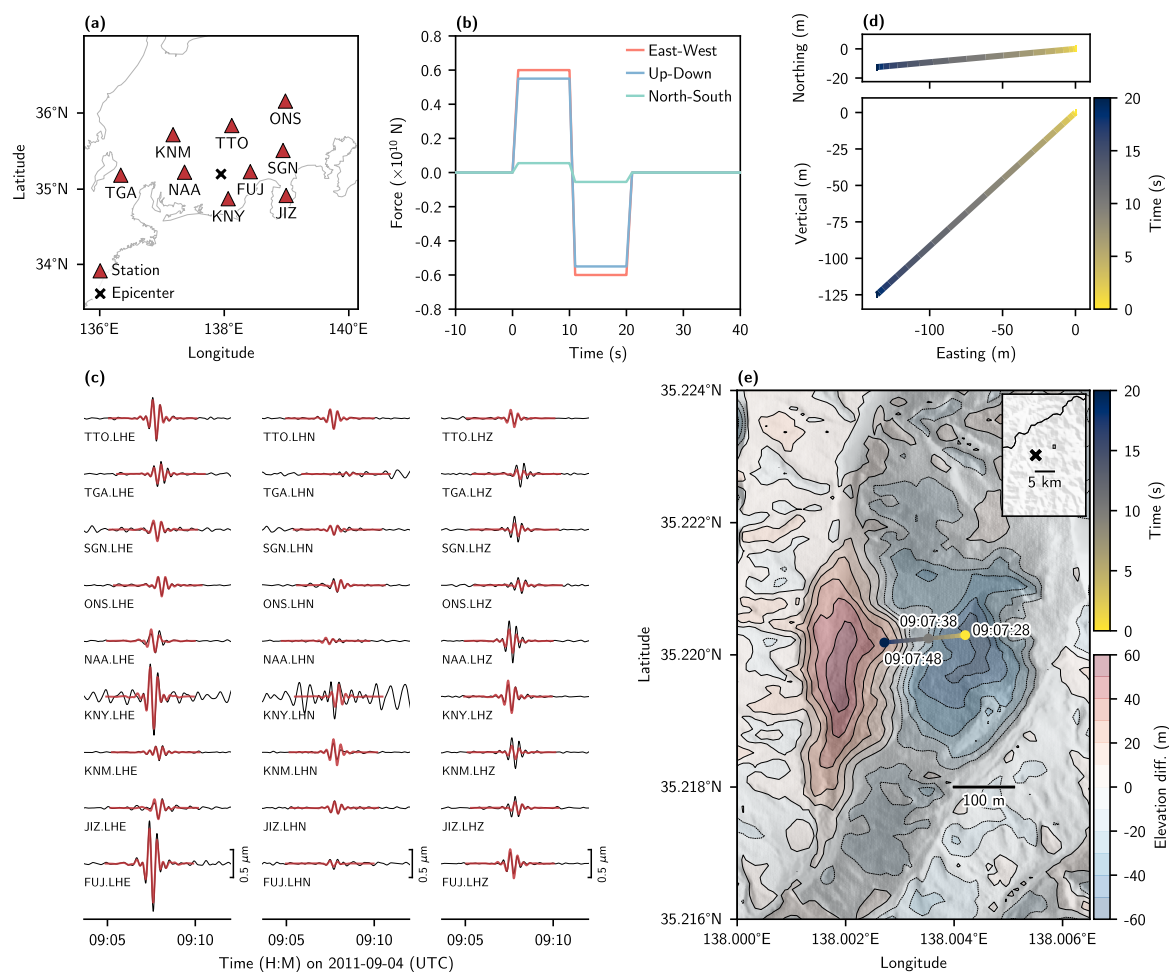 (a)
36°N
35°N
34°N
Latitude
ONS
TTO
KNM
SGN
TGA
NAA
FUJ
KNY
JIZ
Station
Epicenter
136°E
138°E
140°E
Longitude
(b)
0.8
0.6
0.4
0.2
0.0
-0.2
-0.4
-0.6
-0.8
Force (×10¹⁰ N)
East-West
Up-Down
North-South
-10
0
10
20
30
40
Time (s)
(d)
Northing (m)
0
-20
Vertical (m)
0
-25
-50
-75
-100
-125
-100
-50
0
Easting (m)
20
15
10
5
0
Time (s)
(c)
TTO.LHE
TTO.LHN
TTO.LHZ
TGA.LHE
TGA.LHN
TGA.LHZ
SGN.LHE
SGN.LHN
SGN.LHZ
ONS.LHE
ONS.LHN
ONS.LHZ
NAA.LHE
NAA.LHN
NAA.LHZ
KNY.LHE
KNY.LHN
KNY.LHZ
KNM.LHE
KNM.LHN
KNM.LHZ
JIZ.LHE
JIZ.LHN
JIZ.LHZ
FUJ.LHE
FUJ.LHN
FUJ.LHZ
0.5 μm
0.5 μm
0.5 μm
09:05
09:10
09:05
09:10
09:05
09:10
Time (H:M) on 2011-09-04 (UTC)
(e)
35.224°N
35.222°N
35.220°N
35.218°N
35.216°N
Latitude
5 km
09:07:38
09:07:28
09:07:48
100 m
138.000°E
138.002°E
138.004°E
138.006°E
Longitude
20
15
10
5
0
Time (s)
60
40
20
0
-20
-40
-60
Elevation diff. (m)